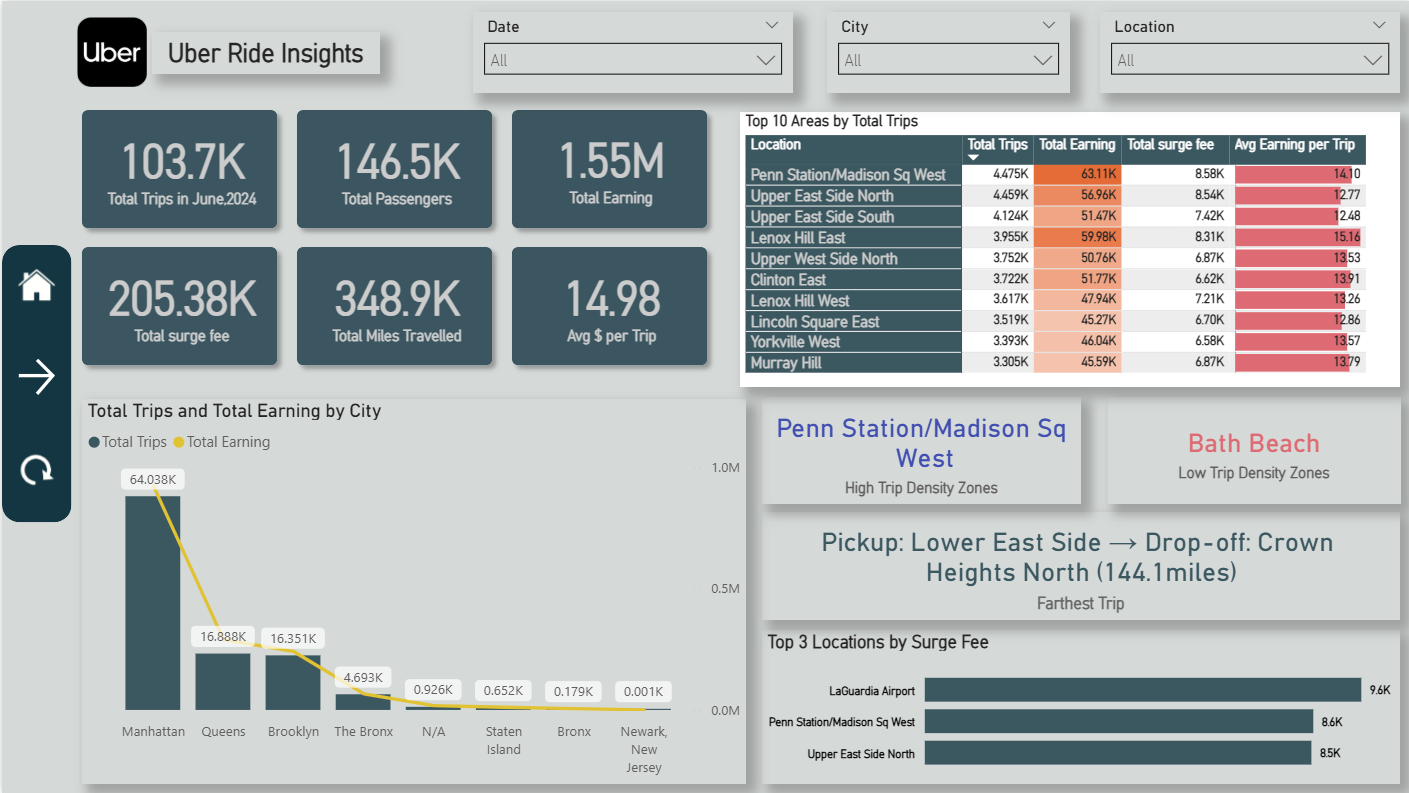 Uber
Uber Ride Insights
Date
All
City
All
Location
All
103.7K
Total Trips in June,2024
146.5K
Total Passengers
1.55M
Total Earning
205.38K
Total surge fee
348.9K
Total Miles Travelled
14.98
Avg $ per Trip
Top 10 Areas by Total Trips
Location Total Trips Total Earning Total surge fee Avg Earning per Trip
Penn Station/Madison Sq West 4.475K 63.11K 8.58K 14.10
Upper East Side North 4.459K 56.96K 8.54K 12.77
Upper East Side South 4.124K 51.47K 7.42K 12.48
Lenox Hill East 3.955K 59.98K 8.31K 15.16
Upper West Side North 3.752K 50.76K 6.87K 13.53
Clinton East 3.722K 51.77K 6.62K 13.91
Lenox Hill West 3.617K 47.94K 7.21K 13.26
Lincoln Square East 3.519K 45.27K 6.70K 12.86
Yorkville West 3.393K 46.04K 6.58K 13.57
Murray Hill 3.305K 45.59K 6.87K 13.79
Total Trips and Total Earning by City
Total Trips Total Earning
1.0M
0.5M
0.0M
64.038K
16.888K
16.351K
4.693K
0.926K
0.652K
0.179K
0.001K
Manhattan
Queens
Brooklyn
The Bronx
N/A
Staten
Island
Bronx
Newark,
New
Jersey
Penn Station/Madison Sq
West
High Trip Density Zones
Bath Beach
Low Trip Density Zones
Pickup: Lower East Side → Drop-off: Crown
Heights North (144.1miles)
Farthest Trip
Top 3 Locations by Surge Fee
LaGuardia Airport 9.6K
Penn Station/Madison Sq West 8.6K
Upper East Side North 8.5K